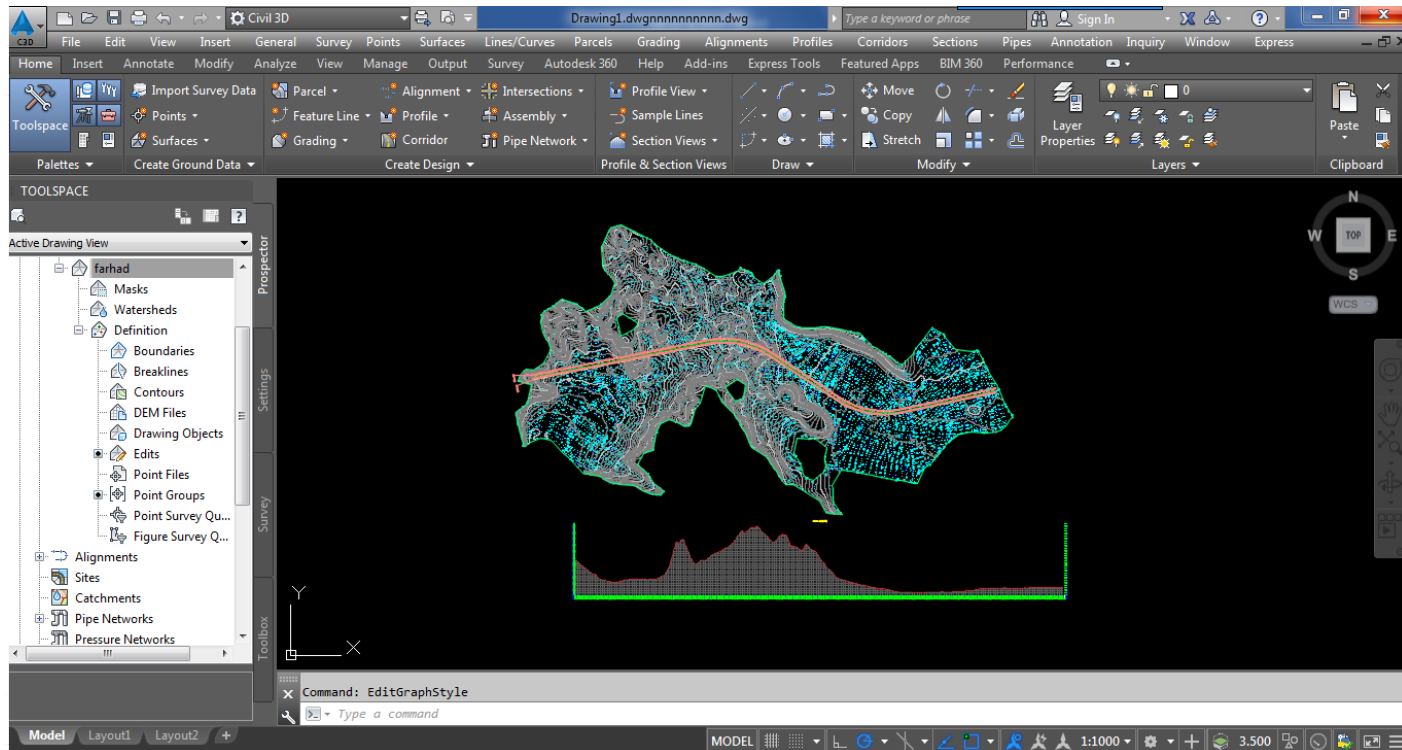 Civil 3D Drawing1.dwgnnnnnnnnnn.dwg Type a keyword or phrase Sign In
C3D File Edit View Insert General Survey Points Surfaces Lines/Curves Parcels Grading Alignments Profiles Corridors Sections Pipes Annotation Inquiry Window Express
Home Insert Annotate Modify Analyze View Manage Output Survey Autodesk 360 Help Add-ins Express Tools Featured Apps BIM 360 Performance
Import Survey Data Parcel Alignment Intersections Profile View Move 0
Toolspace Points Feature Line Profile Assembly Sample Lines Copy Layer Properties Paste
Surfaces Grading Corridor Pipe Network Section Views Stretch
Palettes Create Ground Data Create Design Profile & Section Views Draw Modify Layers Clipboard
TOOLSPACE
Active Drawing View
farhad
Masks
Watersheds
Definition
Boundaries
Breaklines
Contours
DEM Files
Drawing Objects
Edits
Point Files
Point Groups
Point Survey Qu...
Figure Survey Q...
Alignments
Sites
Catchments
Pipe Networks
Pressure Networks
Prospector
Settings
Survey
Toolbox
N
W TOP E
S
WCS
Y
X
Command: EditGraphStyle
Type a command
Model Layout1 Layout2 + MODEL 1:1000 3.500